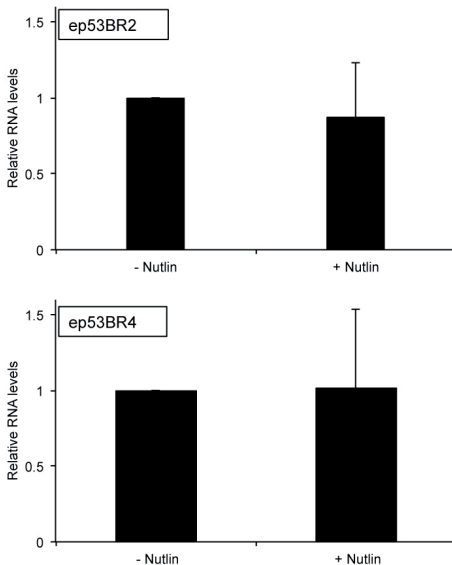 ep53BR2
1.5
1
0.5
0
Relative RNA levels
- Nutlin
+ Nutlin
ep53BR4
1.5
1
0.5
0
Relative RNA levels
- Nutlin
+ Nutlin